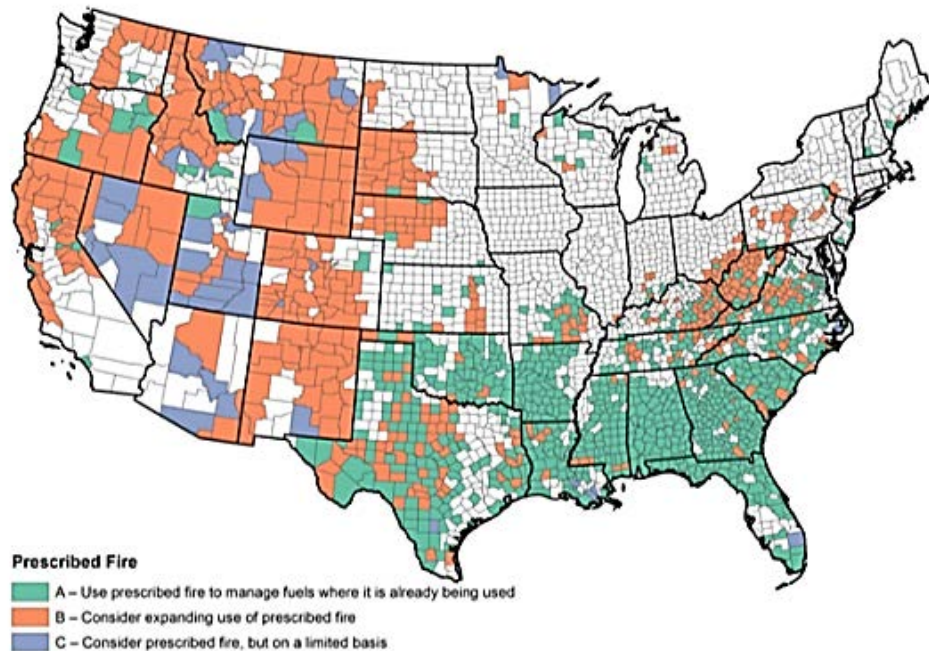 Prescribed Fire
A – Use prescribed fire to manage fuels where it is already being used
B – Consider expanding use of prescribed fire
C – Consider prescribed fire, but on a limited basis